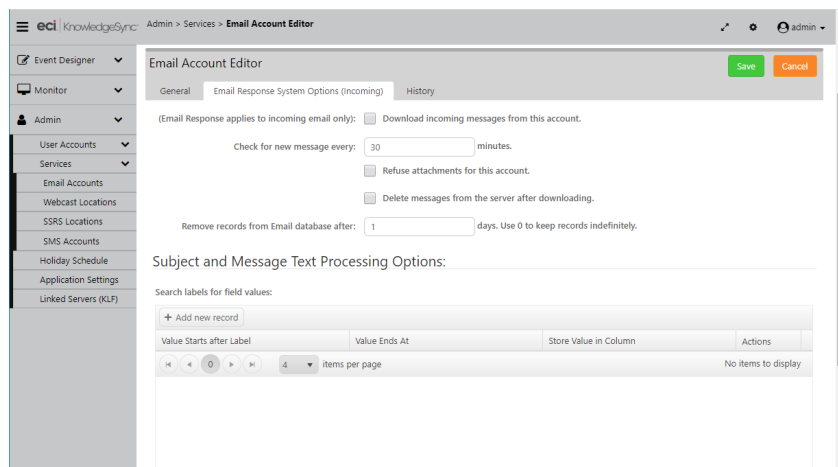 eci KnowledgeSync Admin > Services > Email Account Editor admin
Event Designer
Monitor
Admin
User Accounts
Services
Email Accounts
Webcast Locations
SSRS Locations
SMS Accounts
Holiday Schedule
Application Settings
Linked Servers (KLF)
Email Account Editor
Save Cancel
General Email Response System Options (Incoming) History
(Email Response applies to incoming email only): Download incoming messages from this account.
Check for new message every: 30 minutes.
Refuse attachments for this account.
Delete messages from the server after downloading.
Remove records from Email database after: 1 days. Use 0 to keep records indefinitely.
Subject and Message Text Processing Options:
Search labels for field values:
+ Add new record
Value Starts after Label Value Ends At Store Value in Column Actions
0 4 items per page No items to display